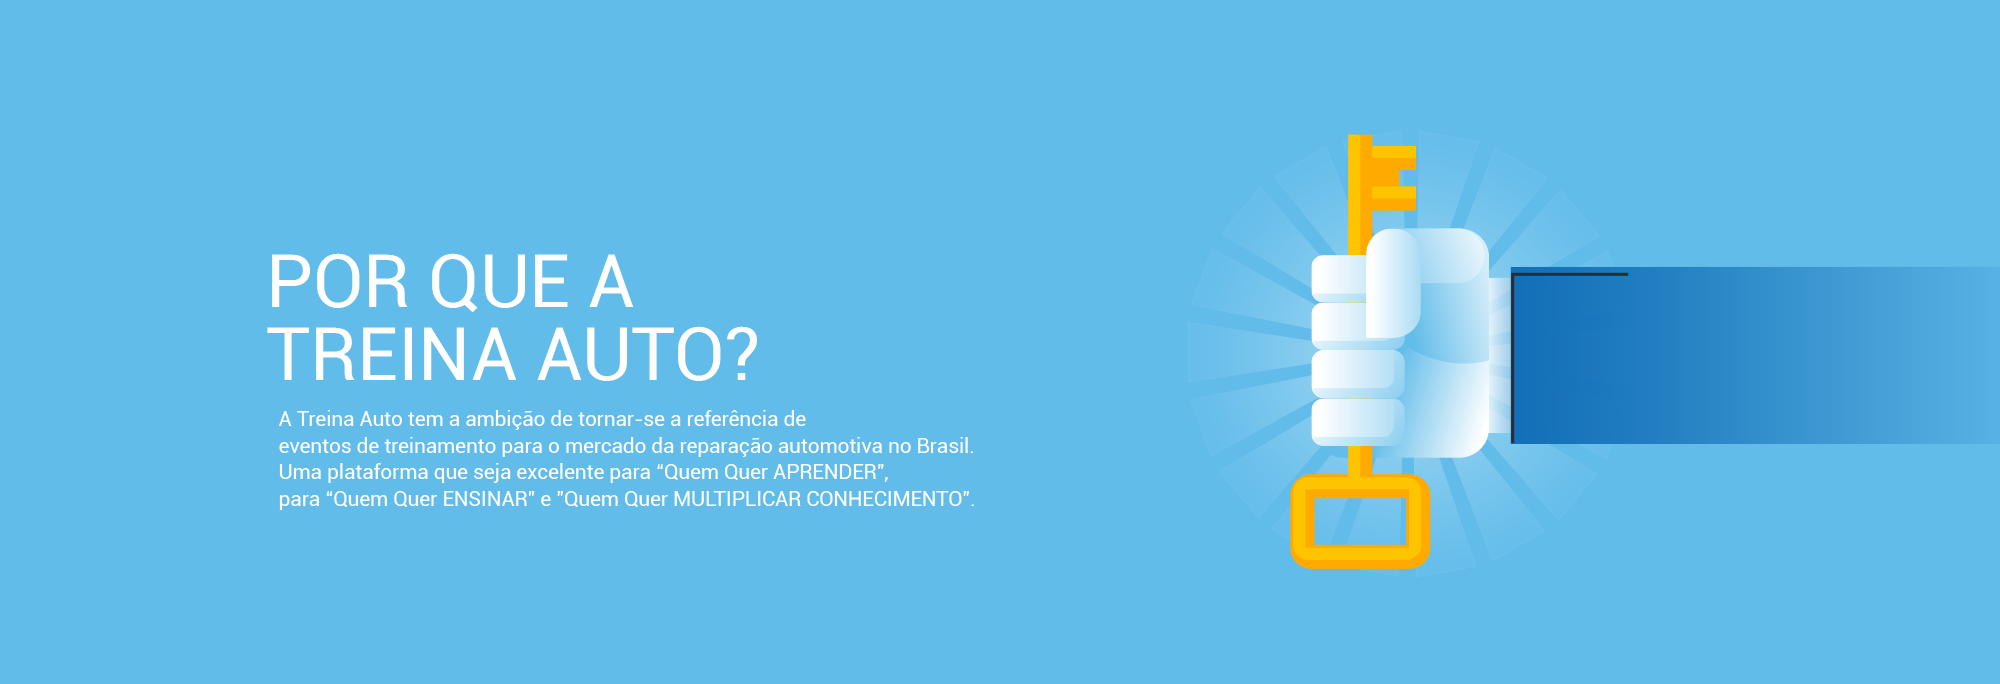 POR QUE A
TREINA AUTO?
A Treina Auto tem a ambição de tornar-se a referência de
eventos de treinamento para o mercado da reparação automotiva no Brasil.
Uma plataforma que seja excelente para “Quem Quer APRENDER”,
para “Quem Quer ENSINAR” e "Quem Quer MULTIPLICAR CONHECIMENTO”.